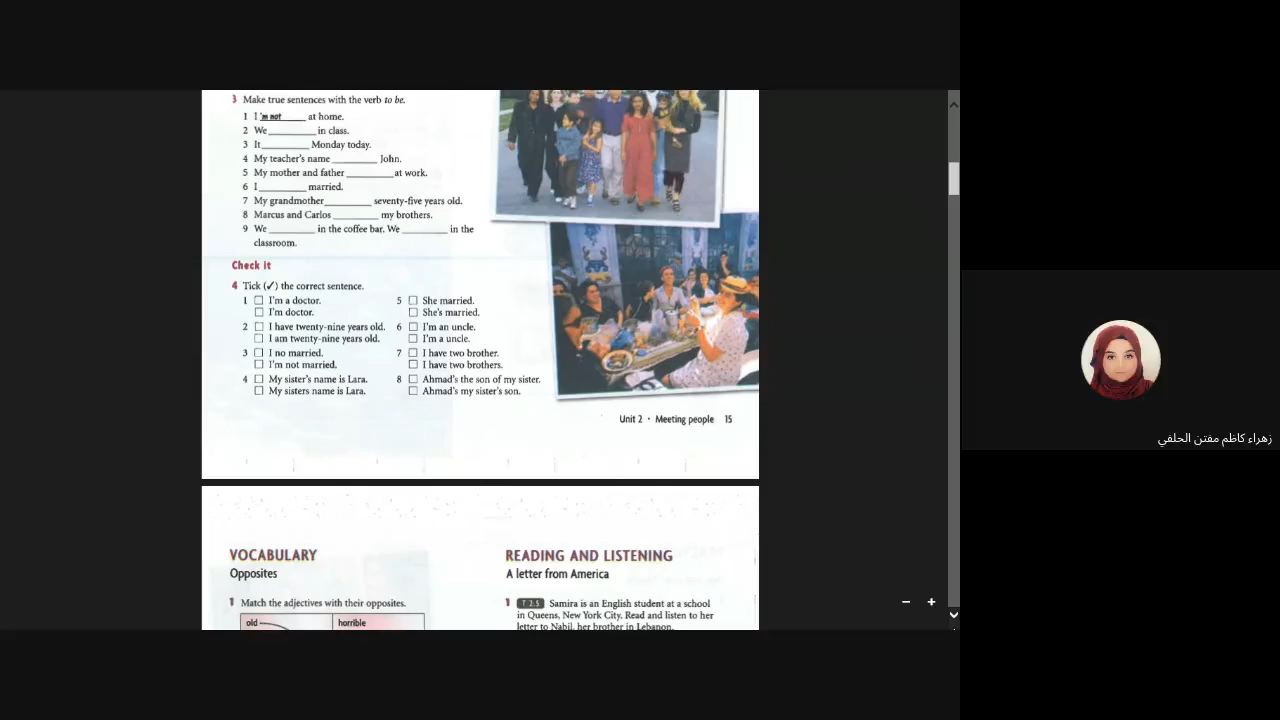 3 Make true sentences with the verb to be.
1 I 'm not at home.
2 We ________ in class.
3 It ________ Monday today.
4 My teacher's name ________ John.
5 My mother and father ________ at work.
6 I ________ married.
7 My grandmother ________ seventy-five years old.
8 Marcus and Carlos ________ my brothers.
9 We ________ in the coffee bar. We ________ in the
classroom.
Check it
4 Tick (✓) the correct sentence.
1 ☐ I'm a doctor.
☐ I'm doctor.
2 ☐ I have twenty-nine years old.
☐ I am twenty-nine years old.
3 ☐ I no married.
☐ I'm not married.
4 ☐ My sister's name is Lara.
☐ My sisters name is Lara.
5 ☐ She married.
☐ She's married.
6 ☐ I'm an uncle.
☐ I'm a uncle.
7 ☐ I have two brother.
☐ I have two brothers.
8 ☐ Ahmad's the son of my sister.
☐ Ahmad's my sister's son.
Unit 2 · Meeting people 15
VOCABULARY
Opposites
1 Match the adjectives with their opposites.
old horrible
READING AND LISTENING
A letter from America
1 T 2.5 Samira is an English student at a school
in Queens, New York City. Read and listen to her
letter to Nabil, her brother in Lebanon.
زهراء كاظم مفتن الحلفي